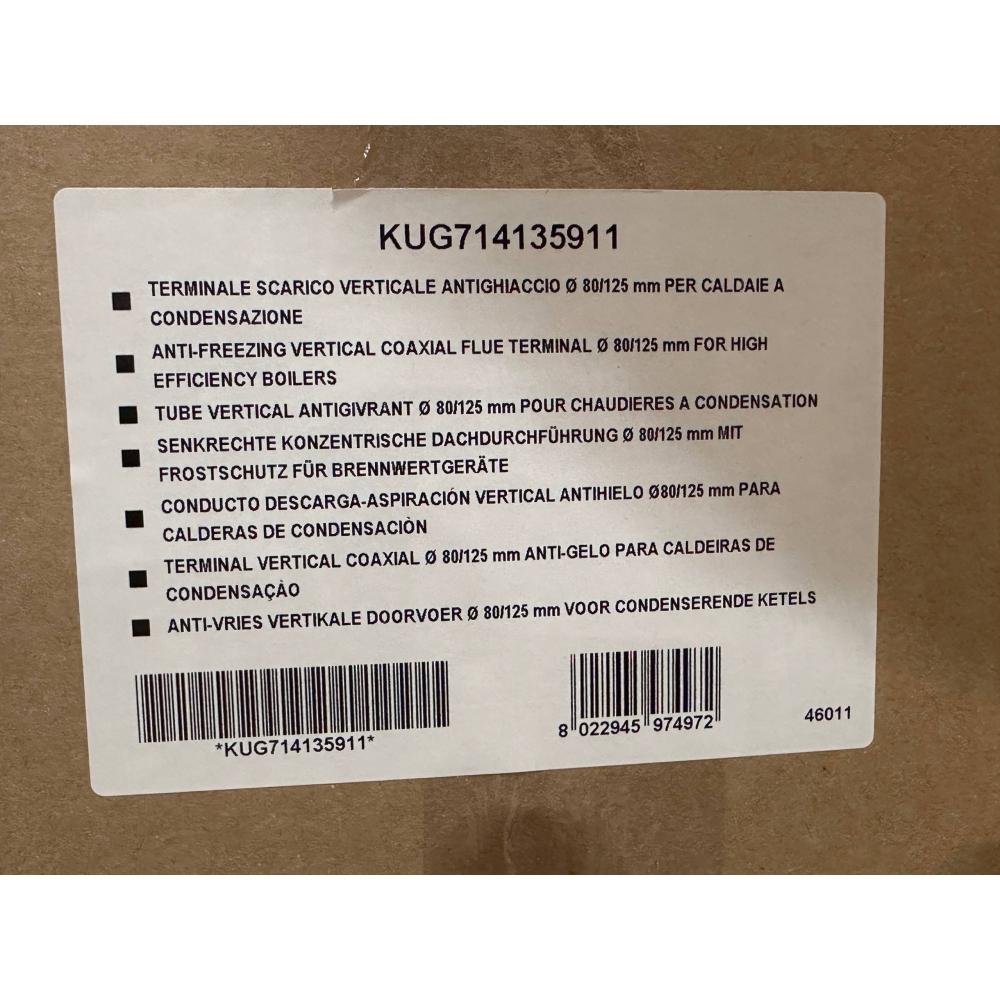 KUG714135911
■ TERMINALE SCARICO VERTICALE ANTIGHIACCIO Ø 80/125 mm PER CALDAIE A
CONDENSAZIONE
■ ANTI-FREEZING VERTICAL COAXIAL FLUE TERMINAL Ø 80/125 mm FOR HIGH
EFFICIENCY BOILERS
■ TUBE VERTICAL ANTIGIVRANT Ø 80/125 mm POUR CHAUDIERES A CONDENSATION
■ SENKRECHTE KONZENTRISCHE DACHDURCHFÜHRUNG Ø 80/125 mm MIT
FROSTSCHUTZ FÜR BRENNWERTGERÄTE
■ CONDUCTO DESCARGA-ASPIRACIÓN VERTICAL ANTIHIELO Ø80/125 mm PARA
CALDERAS DE CONDENSACIÒN
■ TERMINAL VERTICAL COAXIAL Ø 80/125 mm ANTI-GELO PARA CALDEIRAS DE
CONDENSAÇÀO
■ ANTI-VRIES VERTIKALE DOORVOER Ø 80/125 mm VOOR CONDENSERENDE KETELS
*KUG714135911*
8 022945 974972
46011